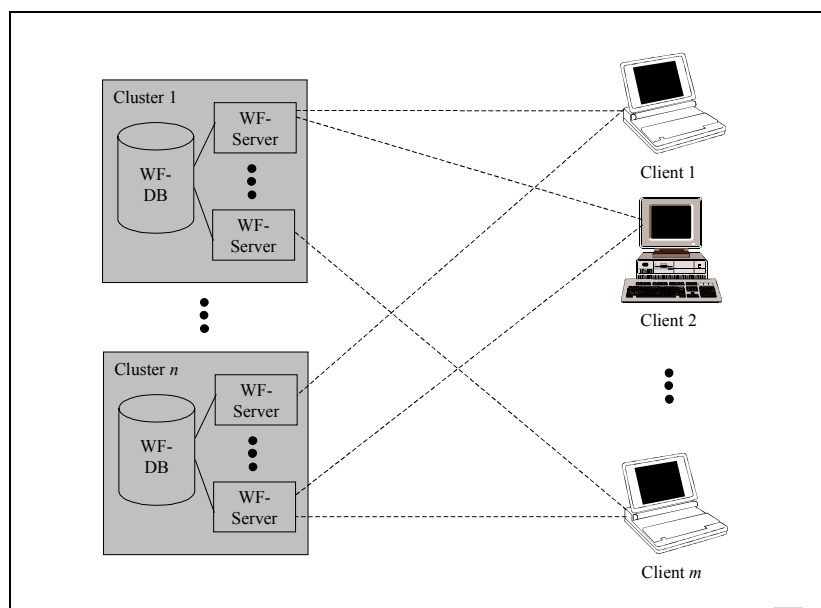 Cluster 1
WF-
DB
WF-
Server
WF-
Server
Cluster n
WF-
DB
WF-
Server
WF-
Server
Client 1
Client 2
Client m